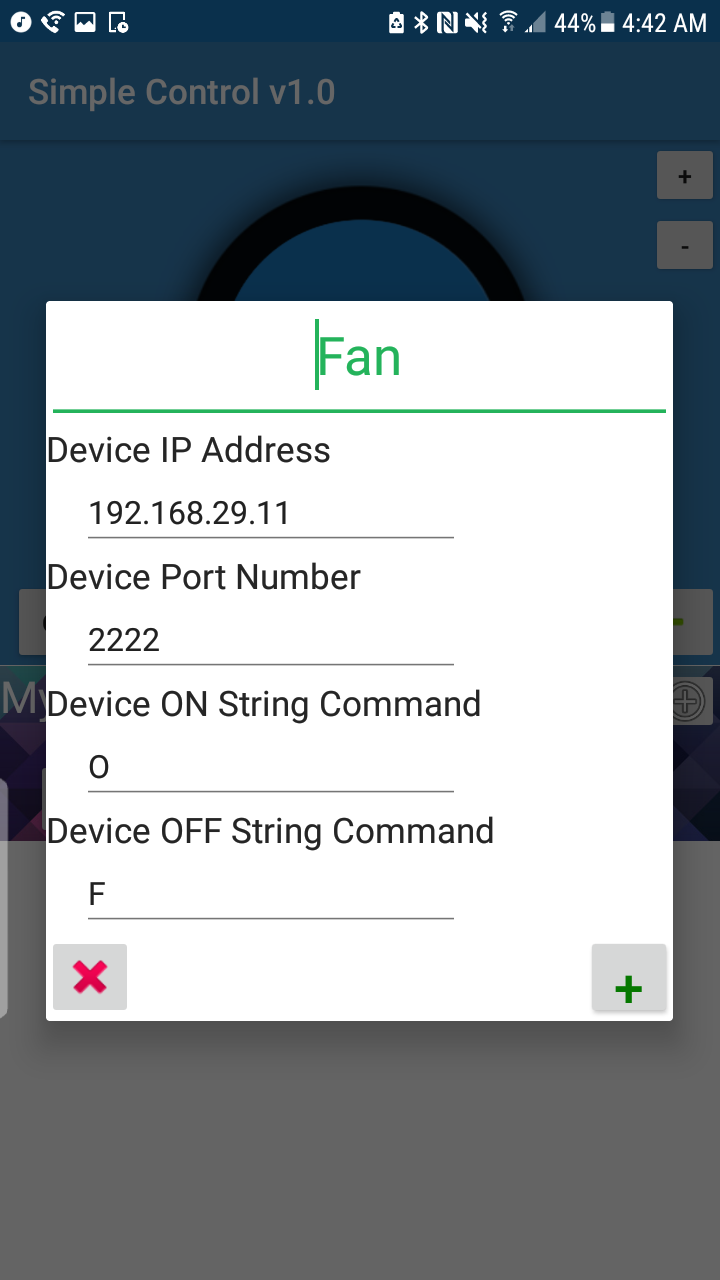 44% 4:42 AM
Simple Control v1.0
+
-
Fan
Device IP Address
192.168.29.11
Device Port Number
2222
Device ON String Command
O
My
Device OFF String Command
F
+